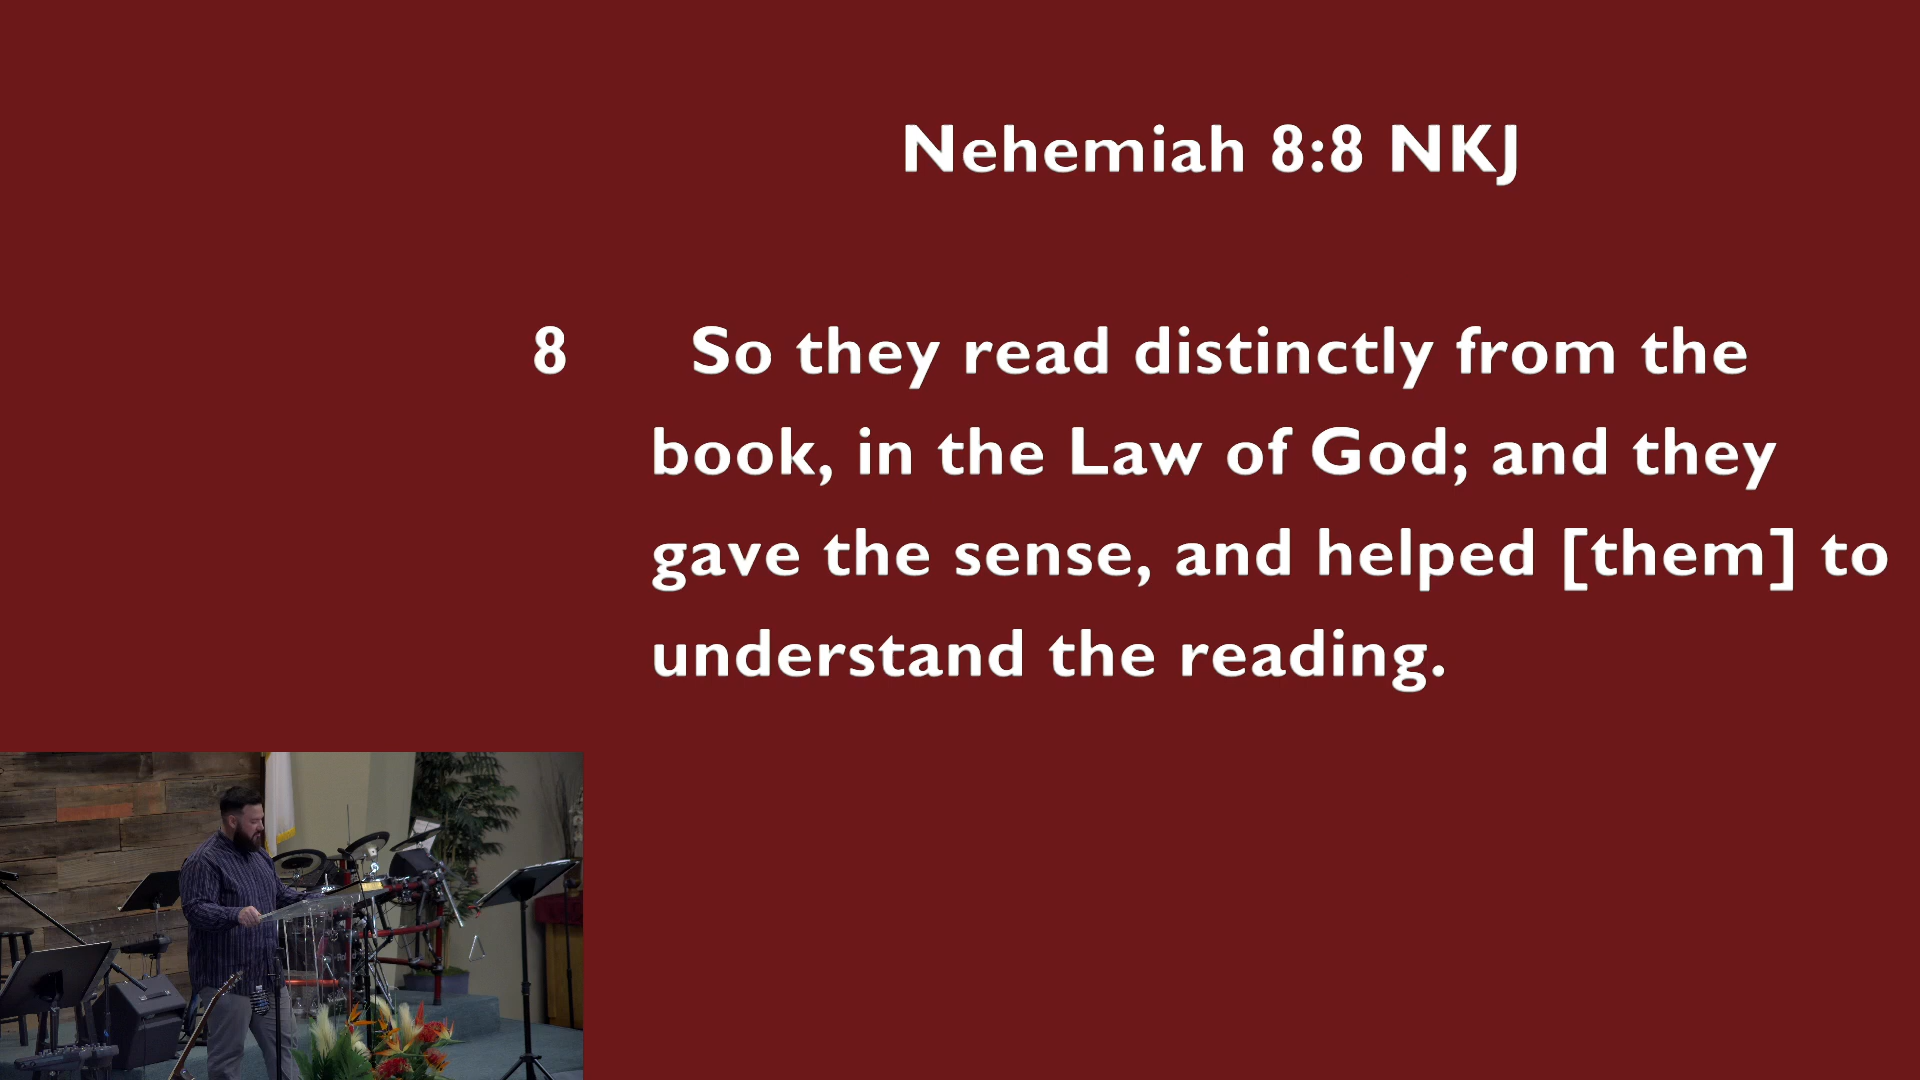 Nehemiah 8:8 NKJ
8 So they read distinctly from the
book, in the Law of God; and they
gave the sense, and helped [them] to
understand the reading.